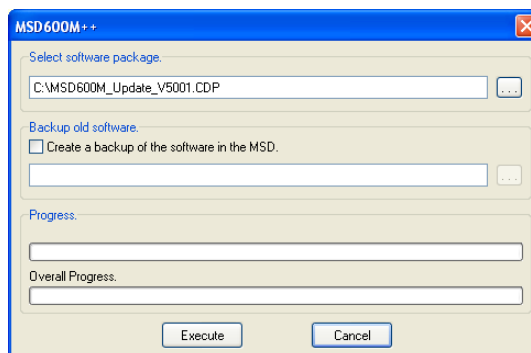 MSD600M++
Select software package.
C:\MSD600M_Update_V5001.CDP
...
Backup old software.
Create a backup of the software in the MSD.
...
Progress.
Overall Progress.
Execute
Cancel